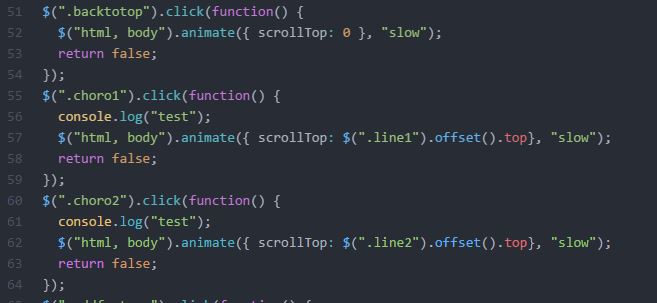 51 $(".backtotop").click(function() {
52 $("html, body").animate({ scrollTop: 0 }, "slow");
53 return false;
54 });
55 $(".choro1").click(function() {
56 console.log("test");
57 $("html, body").animate({ scrollTop: $(".line1").offset().top}, "slow");
58 return false;
59 });
60 $(".choro2").click(function() {
61 console.log("test");
62 $("html, body").animate({ scrollTop: $(".line2").offset().top}, "slow");
63 return false;
64 });